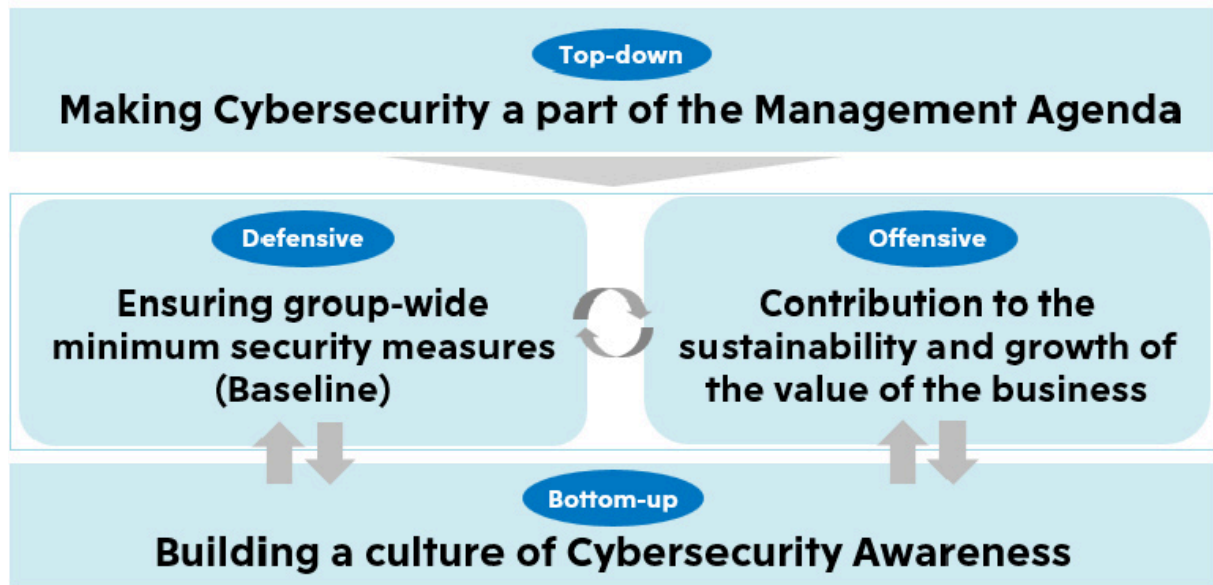 Top-down
Making Cybersecurity a part of the Management Agenda
Defensive
Ensuring group-wide
minimum security measures
(Baseline)
Offensive
Contribution to the
sustainability and growth of
the value of the business
Bottom-up
Building a culture of Cybersecurity Awareness